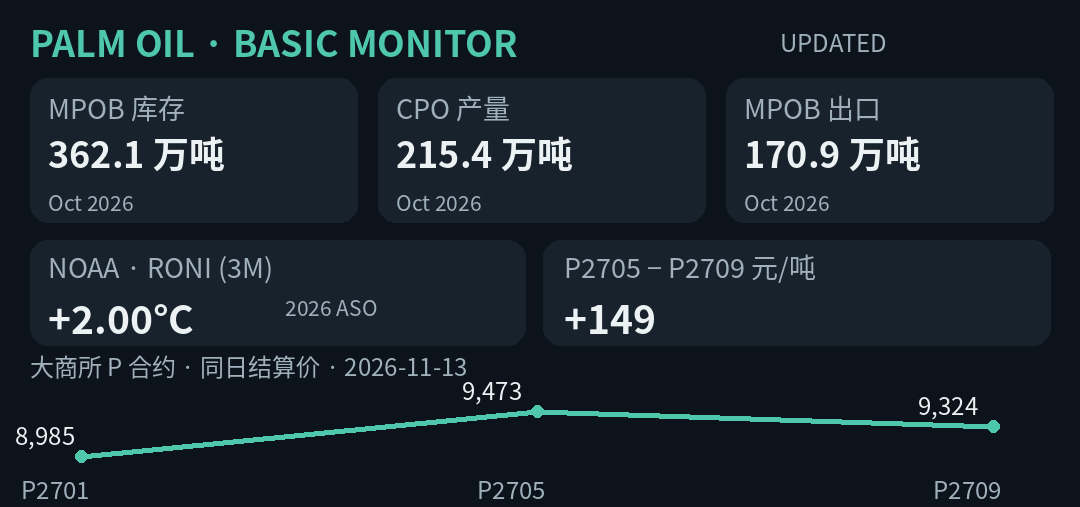 PALM OIL · BASIC MONITOR
UPDATED
MPOB 库存
362.1 万吨
Oct 2026
CPO 产量
215.4 万吨
Oct 2026
MPOB 出口
170.9 万吨
Oct 2026
NOAA · RONI (3M)
+2.00°C
2026 ASO
P2705 − P2709 元/吨
+149
大商所 P 合约 · 同日结算价 · 2026-11-13
8,985
9,473
9,324
P2701
P2705
P2709